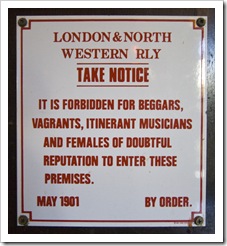 LONDON & NORTH
WESTERN RLY
TAKE NOTICE
IT IS FORBIDDEN FOR BEGGARS,
VAGRANTS, ITINERANT MUSICIANS
AND FEMALES OF DOUBTFUL
REPUTATION TO ENTER THESE
PREMISES.
MAY 1901 BY ORDER.